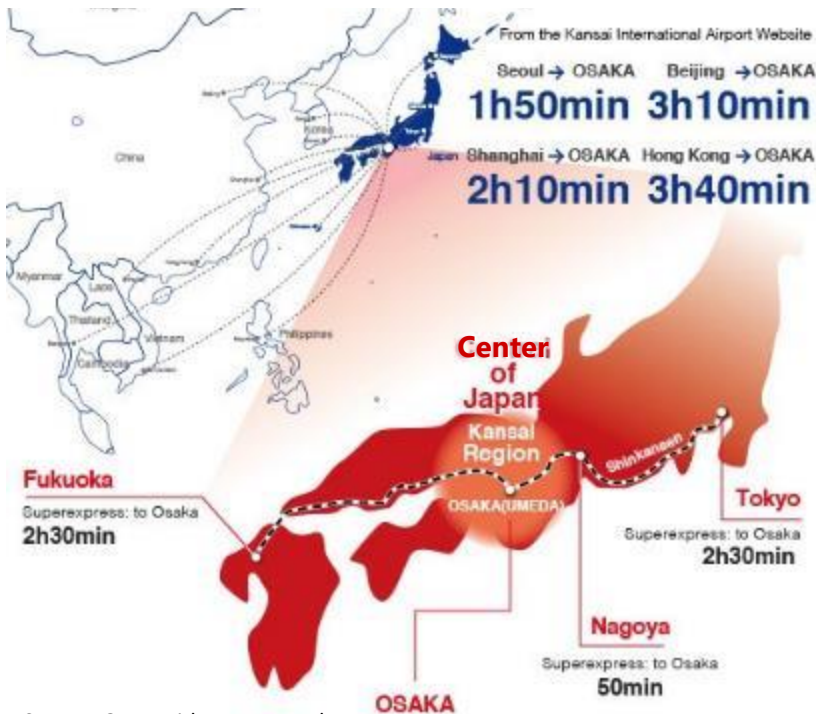 From the Kansai International Airport Website
Seoul → OSAKA
Beijing → OSAKA
1h50min
3h10min
Shanghai → OSAKA
Hong Kong → OSAKA
2h10min
3h40min
Japan
Korea
China
Myanmar
Laos
Thailand
Vietnam
Cambodia
Philippines
Center
of
Japan
Kansai
Region
OSAKA(UMEDA)
Shinkansen
Fukuoka
Superexpress: to Osaka
2h30min
Tokyo
Superexpress: to Osaka
2h30min
Nagoya
Superexpress: to Osaka
50min
OSAKA